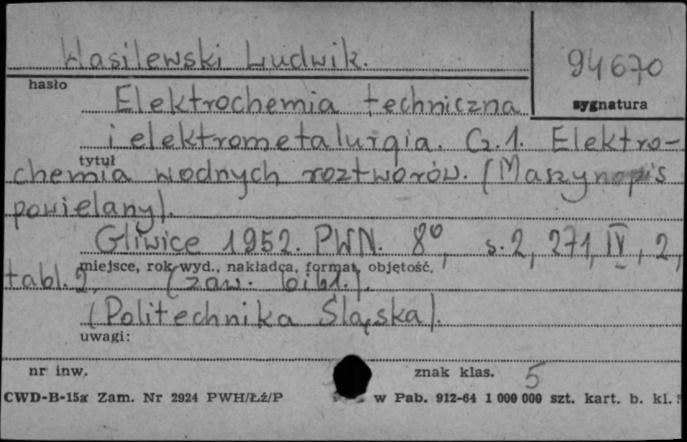 Wasilewski Ludwik.
94670
hasło
sygnatura
Elektrochemia techniczna
i elektrometalurgia. Cz. 1. Elektro-
tytuł
chemia wodnych roztworów. (Maszynopis
powielany).
Gliwice 1952. PWN. 8°, s. 2, 271, IV, 2,
miejsce, rok wyd., nakładca, format, objętość.
tabl. 2, (zaw. bibl.).
(Politechnika Śląska).
uwagi:
nr inw.
znak klas. 5
CWD-B-15a Zam. Nr 2924 PWH/Łź/P
w Pab. 912-64 1 000 000 szt. kart. b. kl.